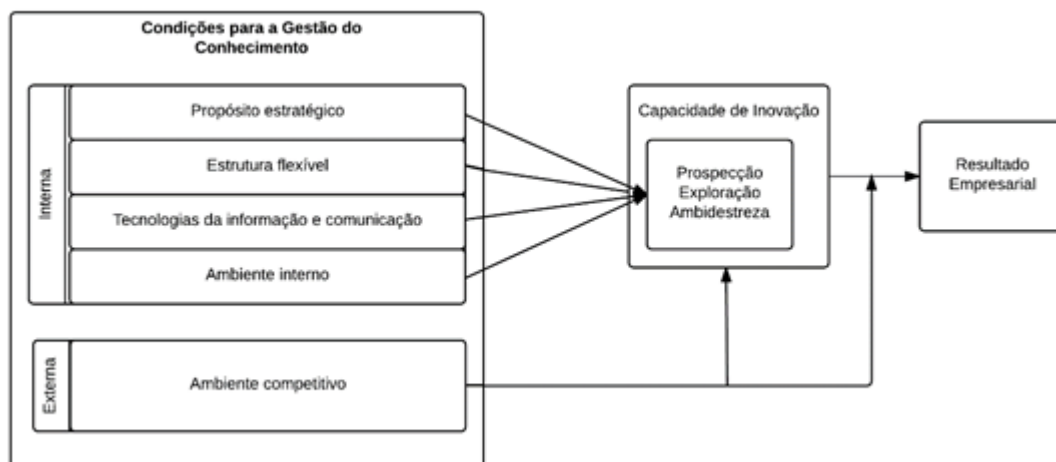 Condições para a Gestão do
Conhecimento
Interna
Propósito estratégico
Estrutura flexível
Tecnologias da informação e comunicação
Ambiente interno
Externa
Ambiente competitivo
Capacidade de Inovação
Prospecção
Exploração
Ambidestreza
Resultado
Empresarial